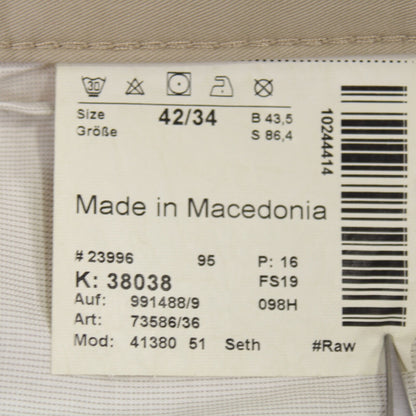 30
Size 42/34 B 43,5
Größe S 86,4
10244414
Made in Macedonia
# 23996 95 P: 16
K: 38038 FS19
Auf: 991488/9 098H
Art: 73586/36
Mod: 41380 51 Seth #Raw